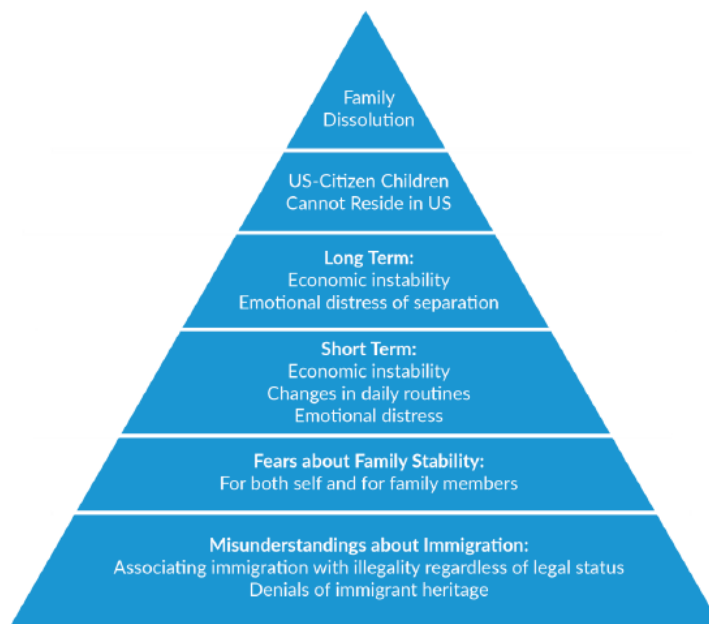 Family
Dissolution
US-Citizen Children
Cannot Reside in US
Long Term:
Economic instability
Emotional distress of separation
Short Term:
Economic instability
Changes in daily routines
Emotional distress
Fears about Family Stability:
For both self and for family members
Misunderstandings about Immigration:
Associating immigration with illegality regardless of legal status
Denials of immigrant heritage